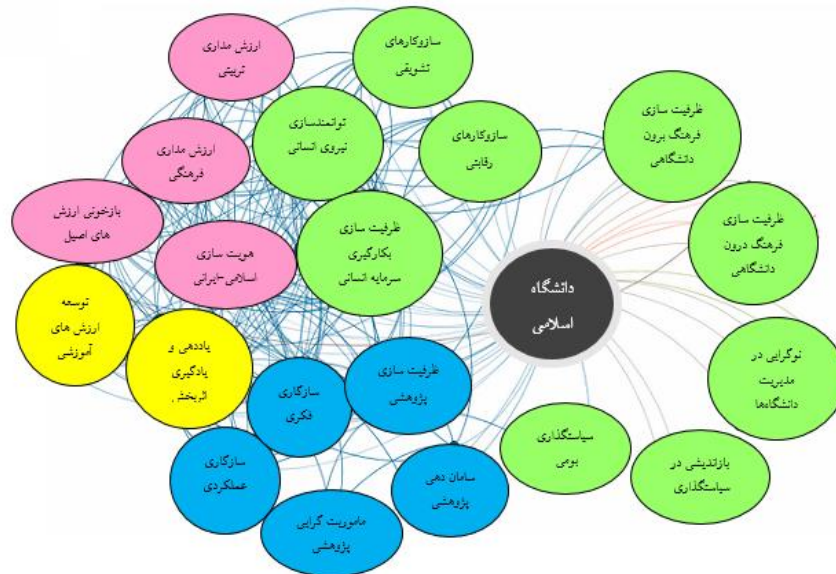 ارزش مداری
تربیتی
سازوکارهای
تشویقی
توانمندسازی
نیروی انسانی
سازوکارهای
رقابتی
ظرفیت سازی
فرهنگ برون
دانشگاهی
ارزش مداری
فرهنگی
بازخونی ارزش
های اصیل
هویت سازی
اسلامی-ایرانی
ظرفیت سازی
بکارگیری
سرمایه انسانی
ظرفیت سازی
فرهنگ درون
دانشگاهی
دانشگاه
اسلامی
توسعه
ارزش های
آموزشی
یاددهی و
یادگیری
اثربخش
سازگاری
فکری
ظرفیت سازی
پژوهشی
نوگرایی در
مدیریت
دانشگاه‌ها
سیاستگذاری
بومی
بازاندیشی در
سیاستگذاری
سازگاری
عملکردی
سامان دهی
پژوهشی
ماموریت گرایی
پژوهشی